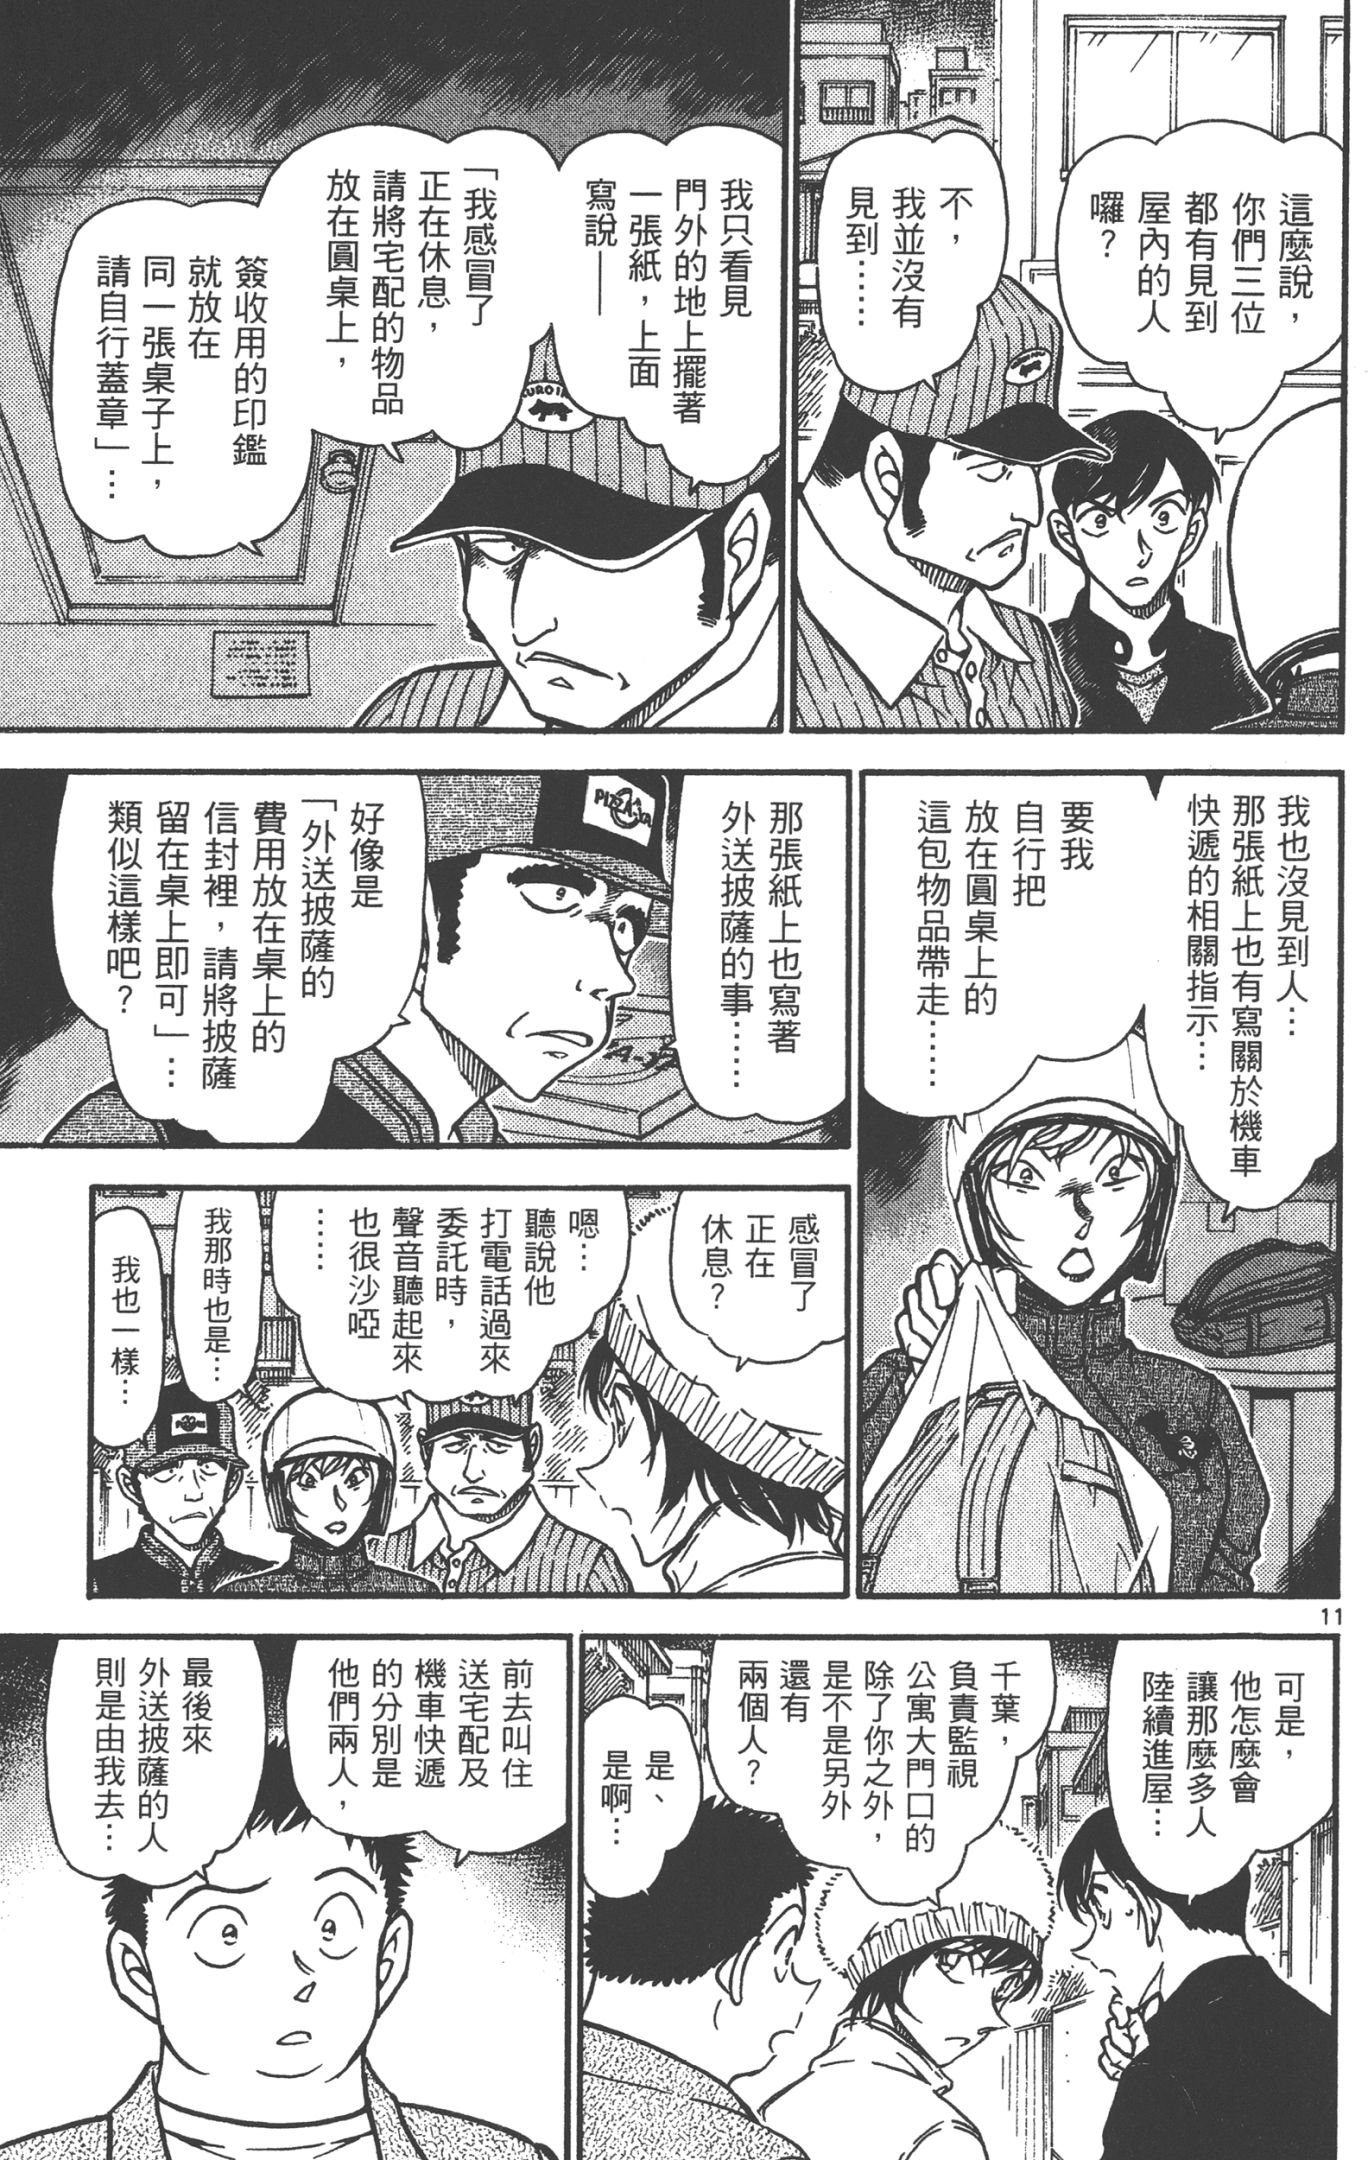 這麼說，
你們三位
都有見到
屋內的人
囉？
不，
我並沒有
見到……
我只看見
門外的地上擺著
一張紙，上面
寫說——
「我感冒了
正在休息，
請將宅配的物品
放在圓桌上，
簽收用的印鑑
就放在
同一張桌子上，
請自行蓋章」…
我也沒見到人…
那張紙上也有寫關於機車
快遞的相關指示…
要我
自行把
放在圓桌上的
這包物品帶走……
那張紙上也寫著
外送披薩的事……
好像是
「外送披薩的
費用放在桌上的
信封裡，請將披薩
留在桌上即可」…
類似這樣吧？
PIZZA-
感冒了
正在
休息？
嗯…
聽說他
打電話過來
委託時，
聲音聽起來
也很沙啞
……
我那時也是…
我也一樣…
11
可是，
他怎麼會
讓那麼多人
陸續進屋…
千葉，
負責監視
公寓大門口的
除了你之外，
是不是另外
還有
兩個人？
是、
是啊…
前去叫住
送宅配及
機車快遞
的分別是
他們兩人，
最後來
外送披薩的人
則是由我去…